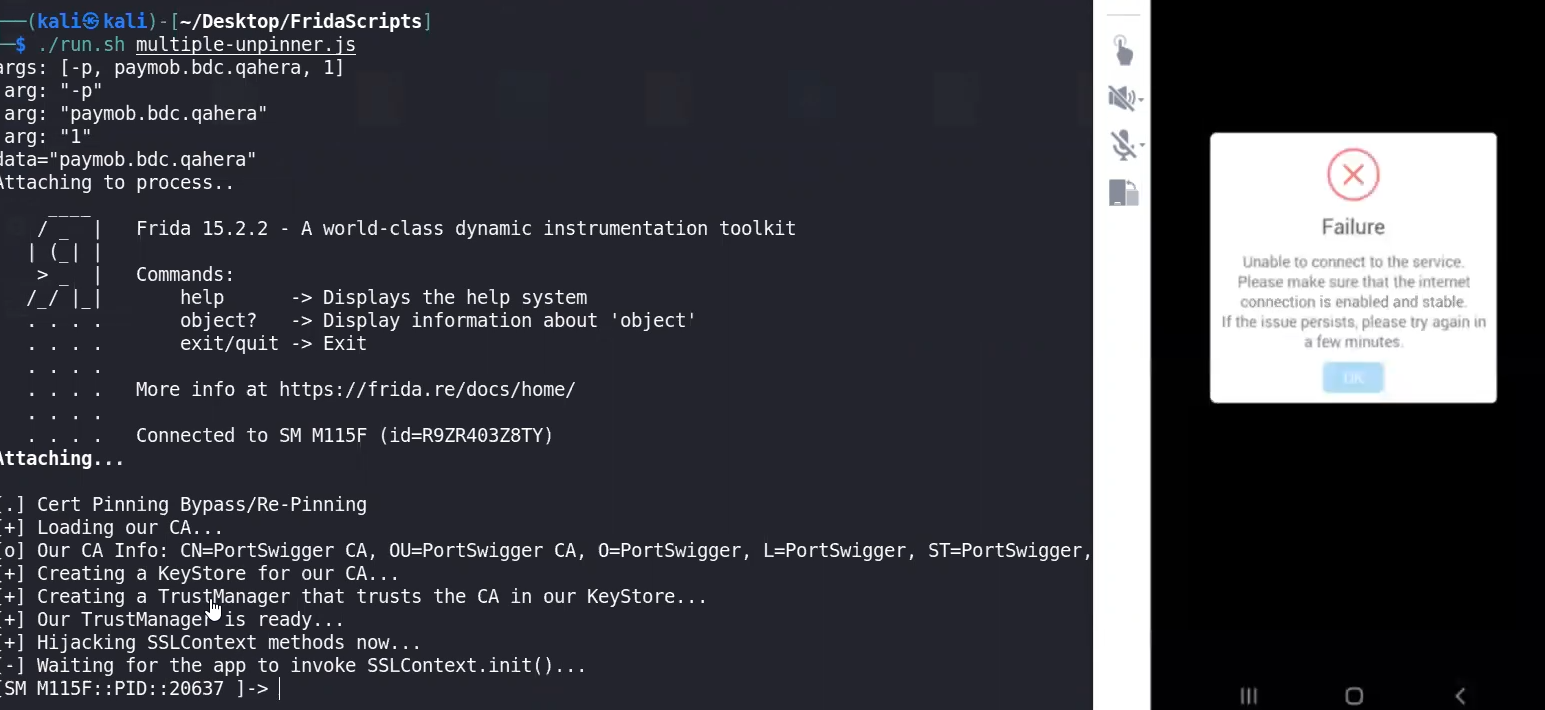 (kali㉿kali)-[~/Desktop/FridaScripts]
$ ./run.sh multiple-unpinner.js
args: [-p, paymob.bdc.qahera, 1]
arg: "-p"
arg: "paymob.bdc.qahera"
arg: "1"
data="paymob.bdc.qahera"
Attaching to process..
____
/ _  |   Frida 15.2.2 - A world-class dynamic instrumentation toolkit
| (_| |
> _  |   Commands:
/_/ |_|       help      -> Displays the help system
. . . .       object?   -> Display information about 'object'
. . . .       exit/quit -> Exit
. . . .
. . . .   More info at https://frida.re/docs/home/
. . . .
. . . .   Connected to SM M115F (id=R9ZR403Z8TY)
Attaching...
[.] Cert Pinning Bypass/Re-Pinning
[+] Loading our CA...
[o] Our CA Info: CN=PortSwigger CA, OU=PortSwigger CA, O=PortSwigger, L=PortSwigger, ST=PortSwigger,
[+] Creating a KeyStore for our CA...
[+] Creating a TrustManager that trusts the CA in our KeyStore...
[+] Our TrustManager is ready...
[+] Hijacking SSLContext methods now...
[-] Waiting for the app to invoke SSLContext.init()...
[SM M115F::PID::20637 ]->
Failure
Unable to connect to the service.
Please make sure that the internet
connection is enabled and stable.
If the issue persists, please try again in
a few minutes.
OK